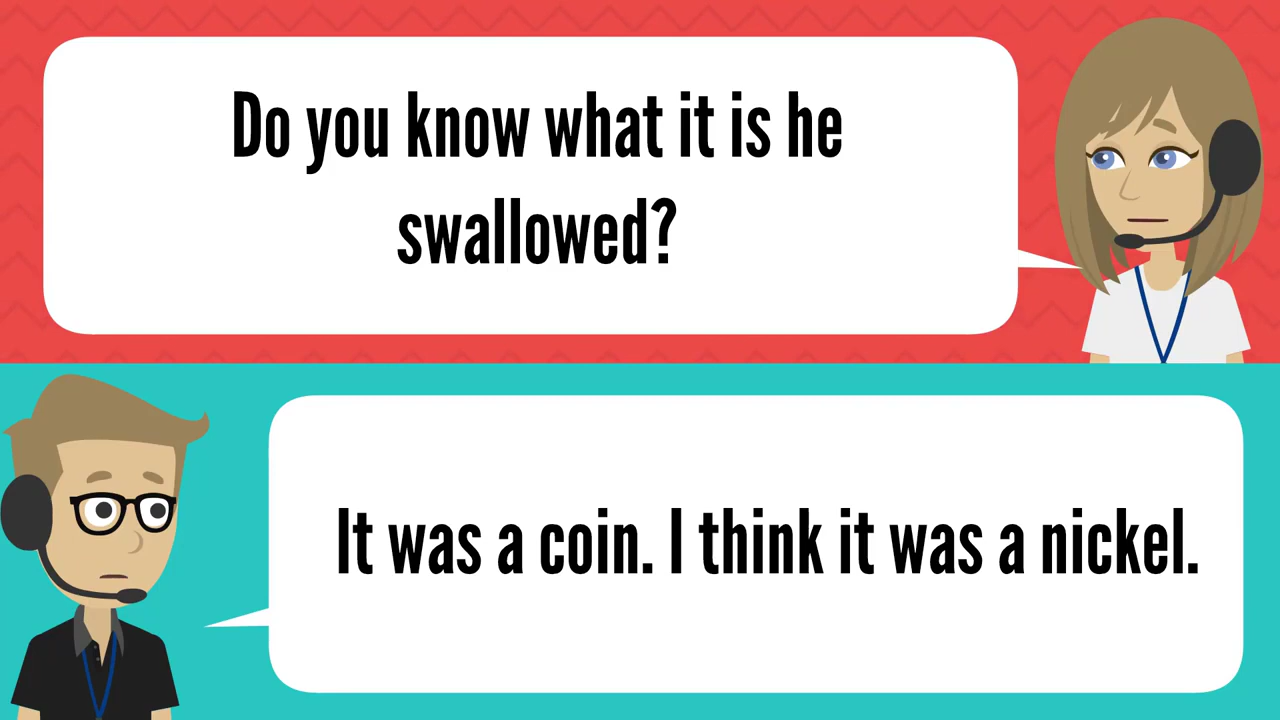 Do you know what it is he
swallowed?
It was a coin. I think it was a nickel.